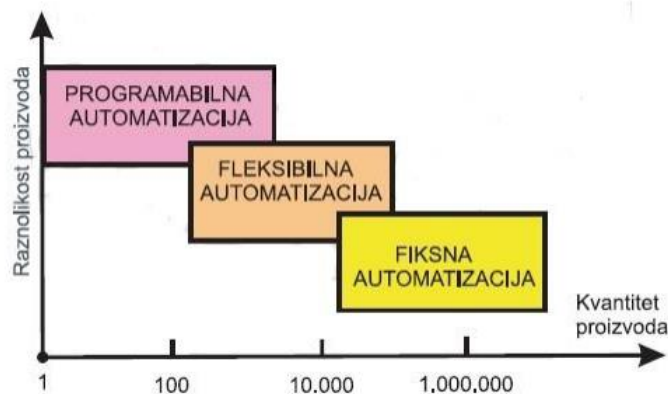 Raznolikost proizvoda
PROGRAMABILNA
AUTOMATIZACIJA
FLEKSIBILNA
AUTOMATIZACIJA
FIKSNA
AUTOMATIZACIJA
Kvantitet
proizvoda
1
100
10.000
1,000,000